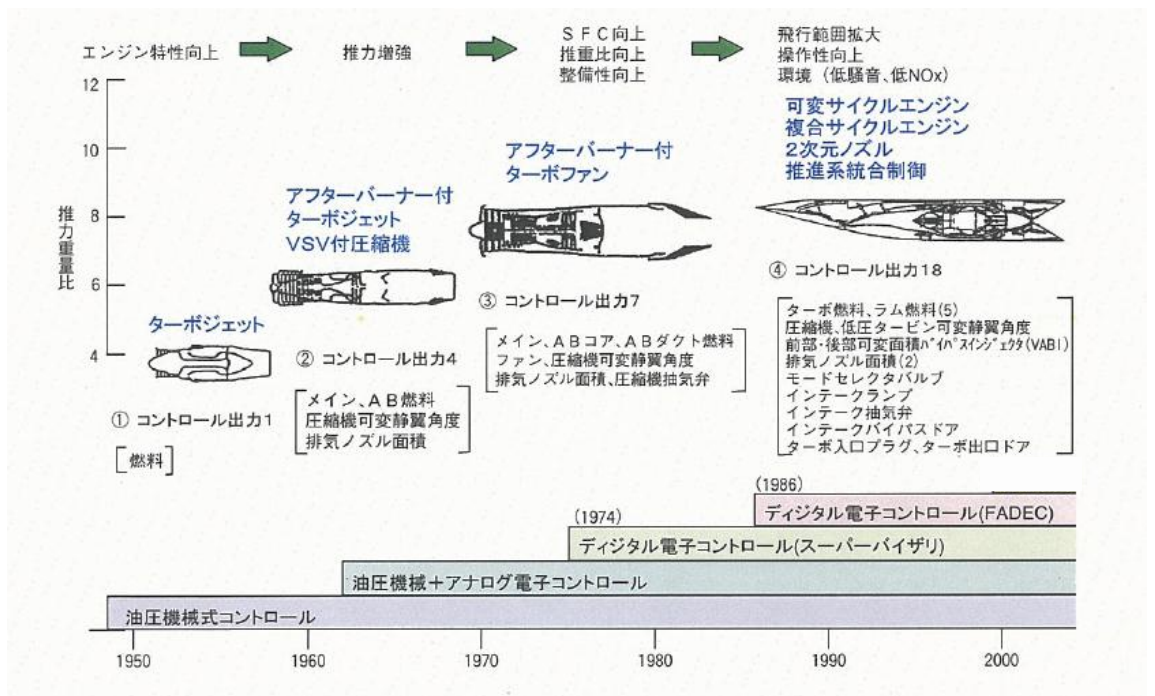 エンジン特性向上
推力増強
ＳＦＣ向上
推重比向上
整備性向上
飛行範囲拡大
操作性向上
環境（低騒音、低NOx）
12
10
8
6
4
推力重量比
ターボジェット
① コントロール出力1
燃料
アフターバーナー付
ターボジェット
VSV付圧縮機
② コントロール出力4
メイン、ＡＢ燃料
圧縮機可変静翼角度
排気ノズル面積
アフターバーナー付
ターボファン
③ コントロール出力7
メイン、ＡＢコア、ＡＢダクト燃料
ファン、圧縮機可変静翼角度
排気ノズル面積、圧縮機抽気弁
可変サイクルエンジン
複合サイクルエンジン
2次元ノズル
推進系統合制御
④ コントロール出力18
ターボ燃料、ラム燃料(5)
圧縮機、低圧タービン可変静翼角度
前部・後部可変面積ﾊﾞｲﾊﾟｽインジェクタ(VABI)
排気ノズル面積(2)
モードセレクタバルブ
インテークランプ
インテーク抽気弁
インテークバイパスドア
ターボ入口プラグ、ターボ出口ドア
(1986)
ディジタル電子コントロール(FADEC)
(1974)
ディジタル電子コントロール(スーパーバイザリ)
油圧機械＋アナログ電子コントロール
油圧機械式コントロール
1950
1960
1970
1980
1990
2000